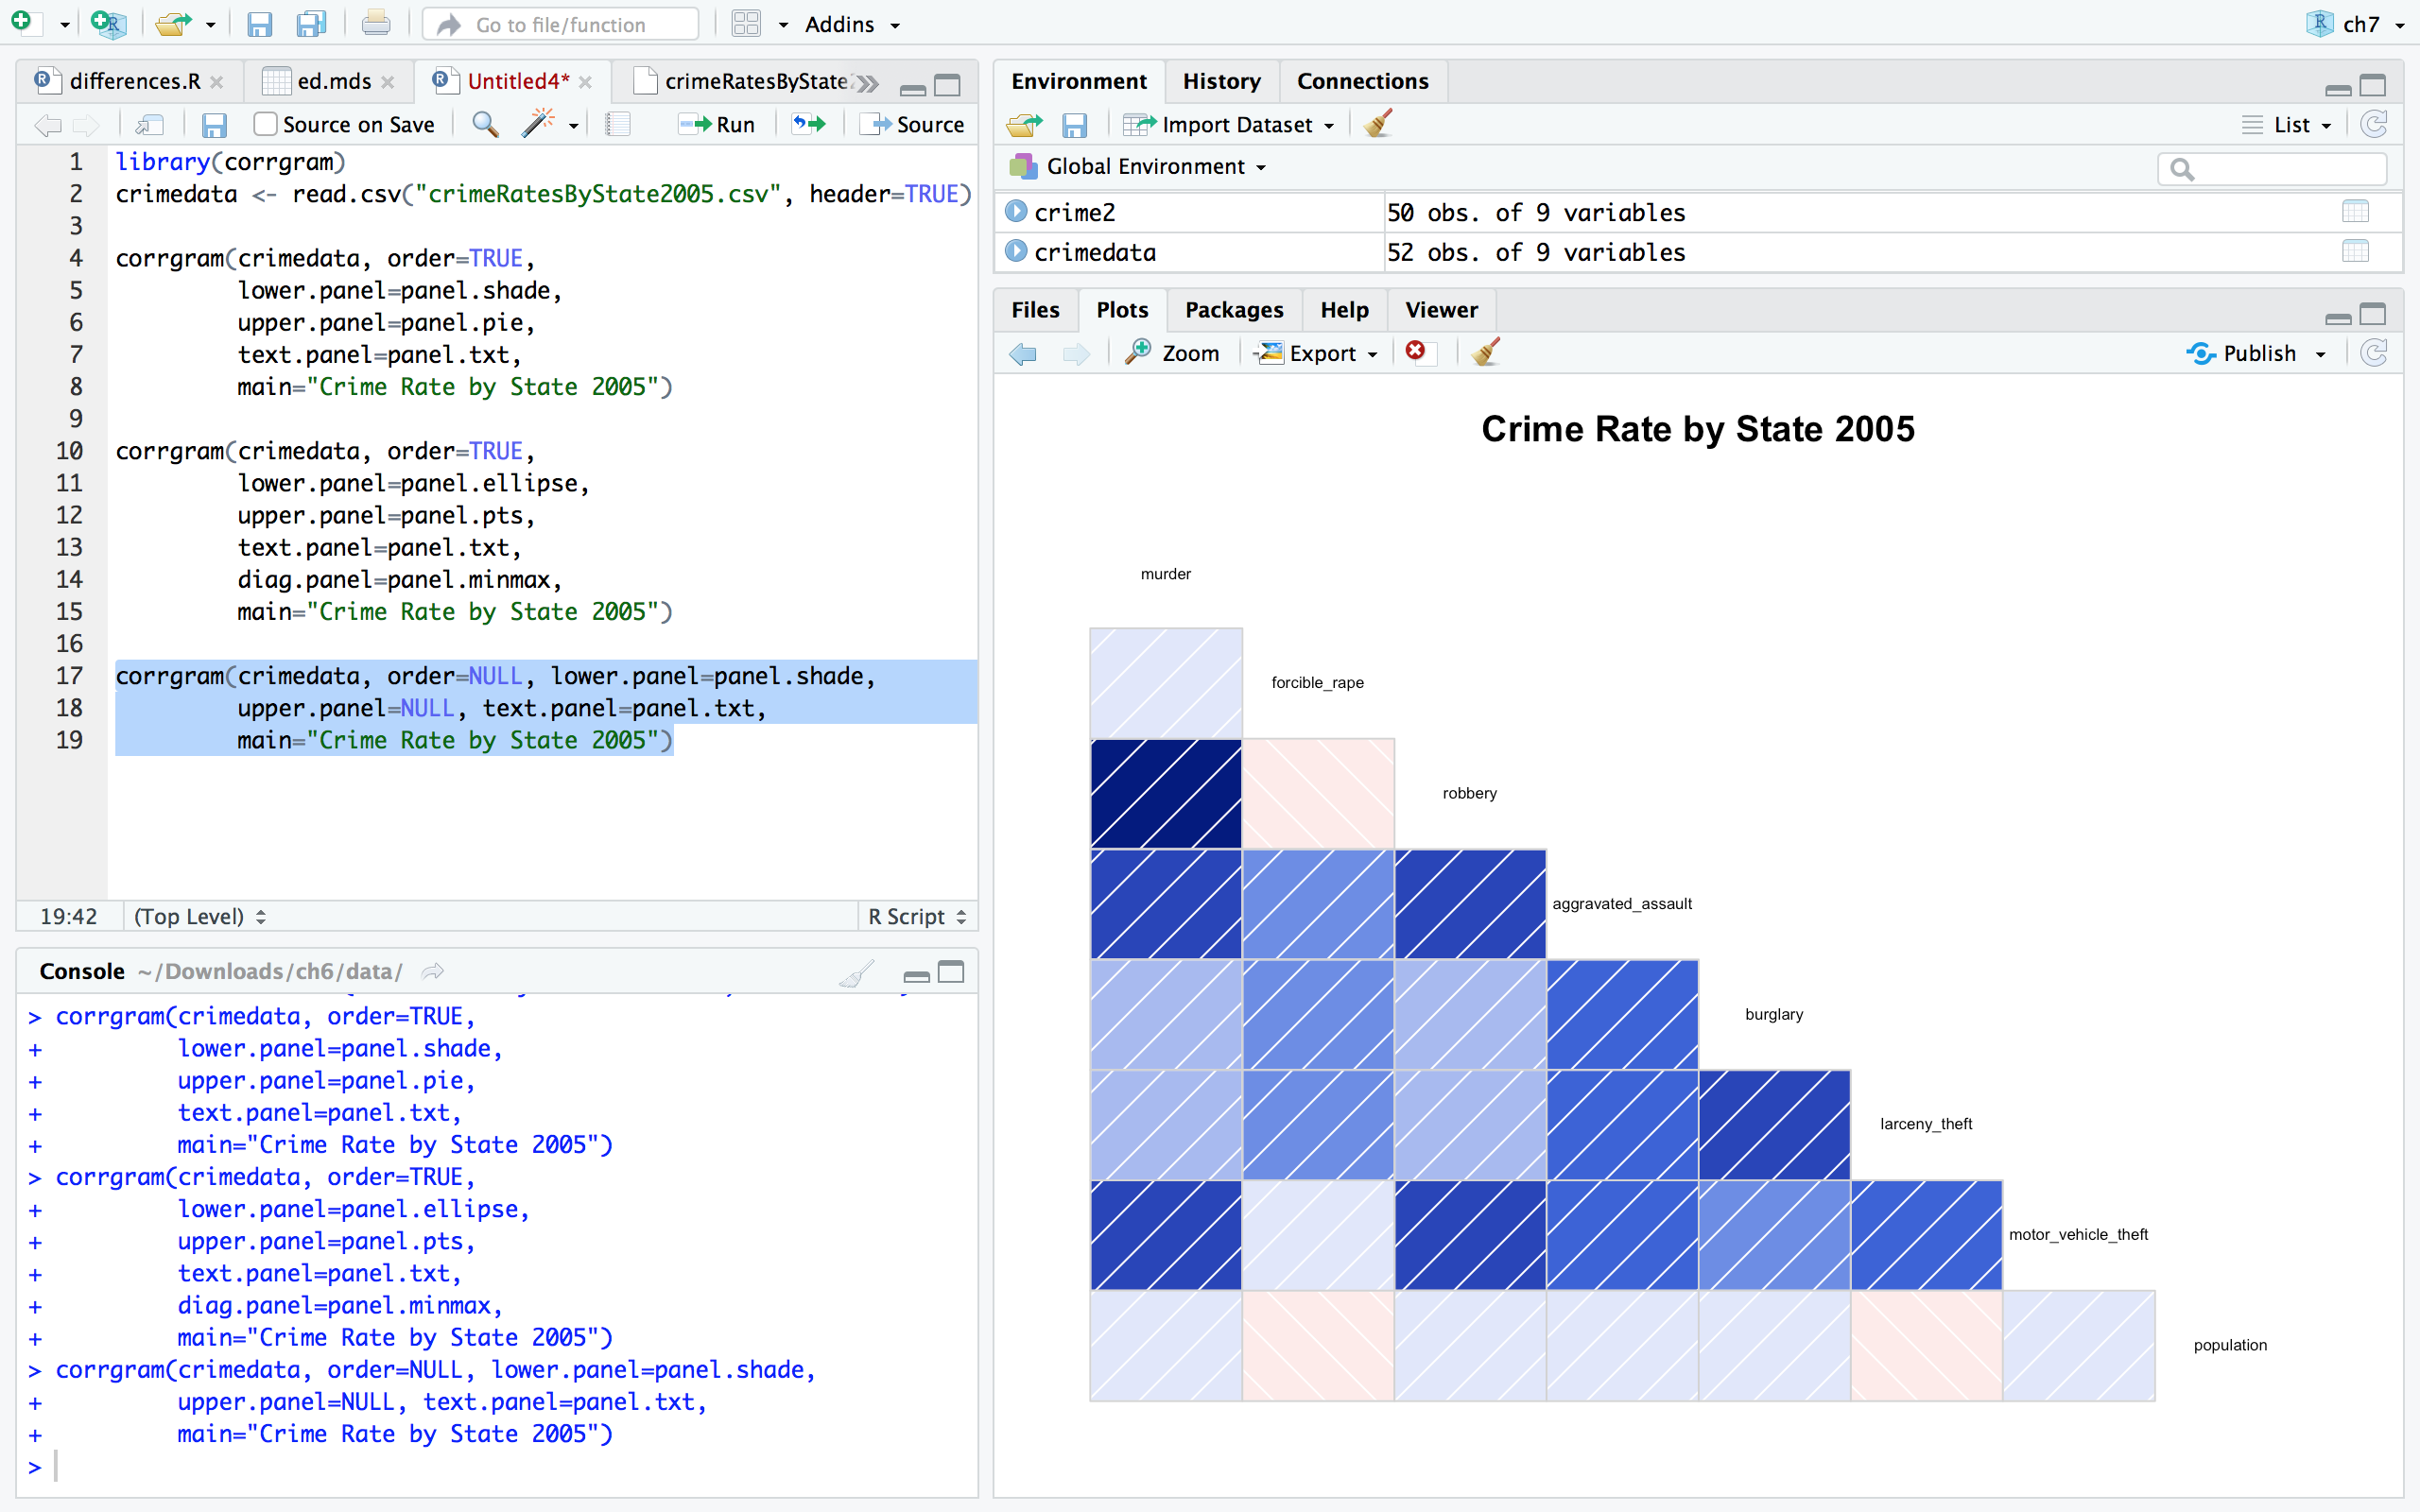 Go to file/function
Addins
ch7
differences.R
ed.mds
Untitled4*
crimeRatesByState
Source on Save
Run
Source
1 library(corrgram)
2 crimedata <- read.csv("crimeRatesByState2005.csv", header=TRUE)
3
4 corrgram(crimedata, order=TRUE,
5 lower.panel=panel.shade,
6 upper.panel=panel.pie,
7 text.panel=panel.txt,
8 main="Crime Rate by State 2005")
9
10 corrgram(crimedata, order=TRUE,
11 lower.panel=panel.ellipse,
12 upper.panel=panel.pts,
13 text.panel=panel.txt,
14 diag.panel=panel.minmax,
15 main="Crime Rate by State 2005")
16
17 corrgram(crimedata, order=NULL, lower.panel=panel.shade,
18 upper.panel=NULL, text.panel=panel.txt,
19 main="Crime Rate by State 2005")
19:42 (Top Level) R Script
Console ~/Downloads/ch6/data/
> corrgram(crimedata, order=TRUE,
+ lower.panel=panel.shade,
+ upper.panel=panel.pie,
+ text.panel=panel.txt,
+ main="Crime Rate by State 2005")
> corrgram(crimedata, order=TRUE,
+ lower.panel=panel.ellipse,
+ upper.panel=panel.pts,
+ text.panel=panel.txt,
+ diag.panel=panel.minmax,
+ main="Crime Rate by State 2005")
> corrgram(crimedata, order=NULL, lower.panel=panel.shade,
+ upper.panel=NULL, text.panel=panel.txt,
+ main="Crime Rate by State 2005")
>
Environment History Connections
Import Dataset
List
Global Environment
crime2 50 obs. of 9 variables
crimedata 52 obs. of 9 variables
Files Plots Packages Help Viewer
Zoom Export Publish
Crime Rate by State 2005
murder
forcible_rape
robbery
aggravated_assault
burglary
larceny_theft
motor_vehicle_theft
population